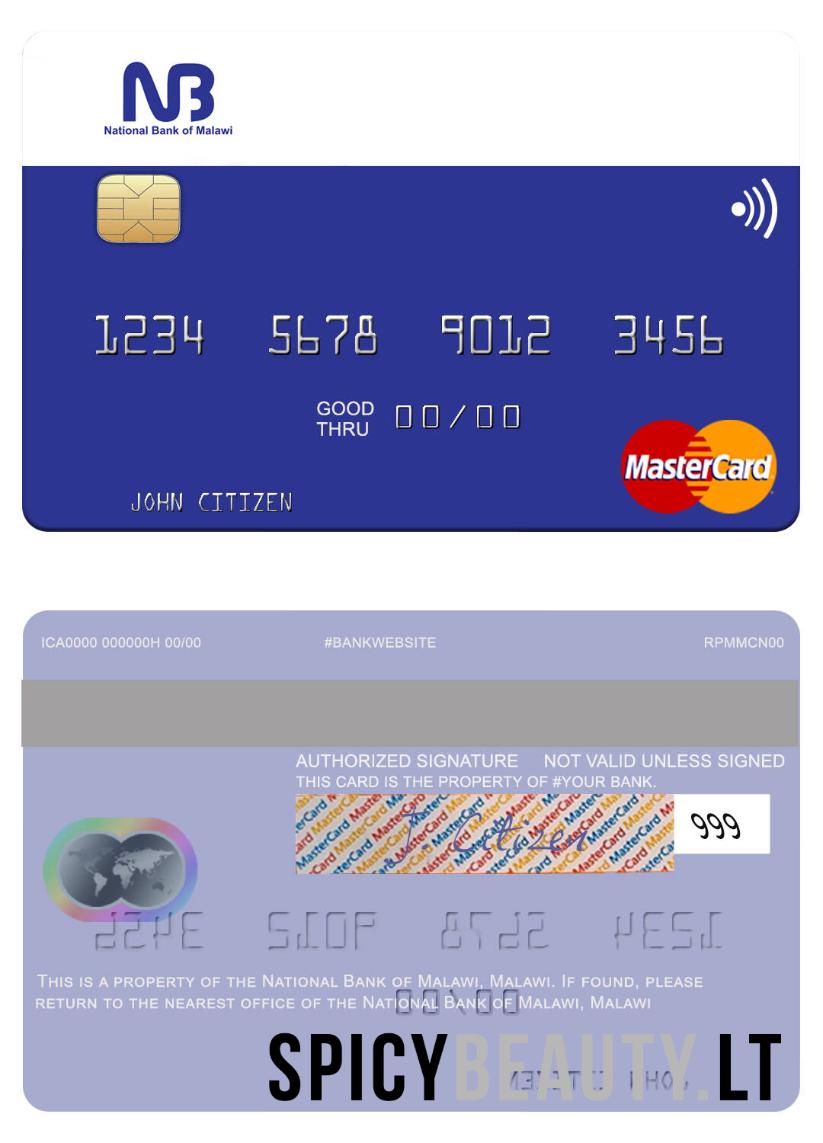 NB
National Bank of Malawi
1234 5678 9012 3456
GOOD THRU 00/00
MasterCard
JOHN CITIZEN
ICA0000 000000H 00/00 #BANKWEBSITE RPMMCN00
AUTHORIZED SIGNATURE NOT VALID UNLESS SIGNED
THIS CARD IS THE PROPERTY OF #YOUR BANK.
J. Citizen 999
THIS IS A PROPERTY OF THE NATIONAL BANK OF MALAWI, MALAWI. IF FOUND, PLEASE
RETURN TO THE NEAREST OFFICE OF THE NATIONAL BANK OF MALAWI, MALAWI
SPICYBEAUTY.LT